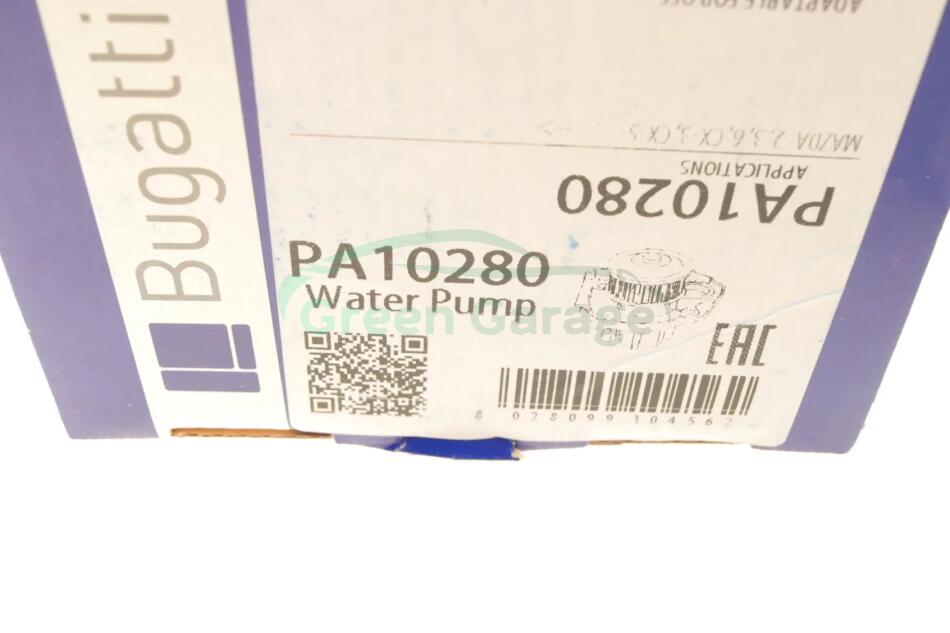 Bugatti
ADAPTABLE FOR
MAZDA 2, 3, 6, CX-3, CX-5
APPLICATIONS
PA10280
PA10280
Water Pump
Green Garage
EAC
8 028099 104562